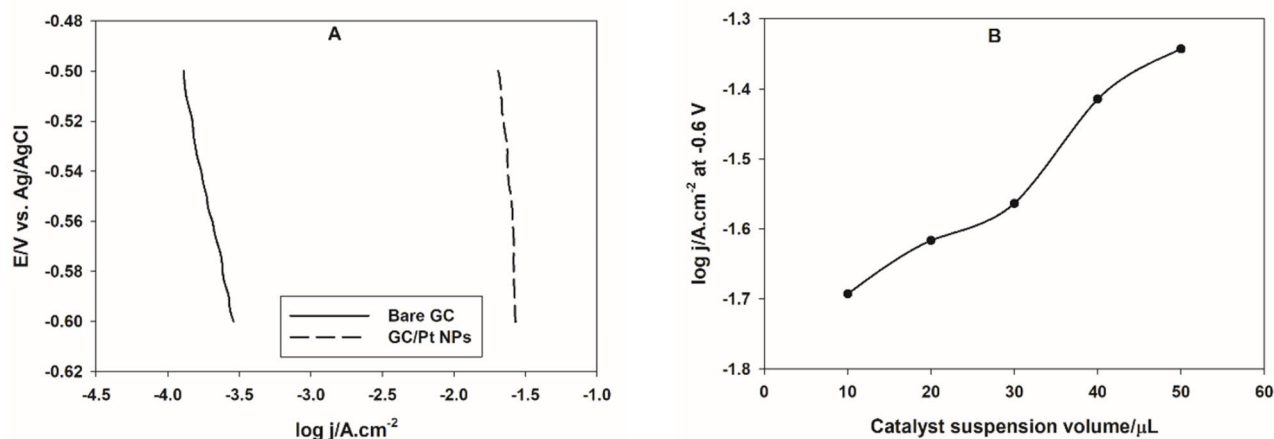 A
E/V vs. Ag/AgCl
-0.48
-0.50
-0.52
-0.54
-0.56
-0.58
-0.60
-0.62
Bare GC
GC/Pt NPs
-4.5 -4.0 -3.5 -3.0 -2.5 -2.0 -1.5 -1.0
log j/A.cm⁻²
B
log j/A.cm⁻² at -0.6 V
-1.3
-1.4
-1.5
-1.6
-1.7
-1.8
0 10 20 30 40 50 60
Catalyst suspension volume/µL